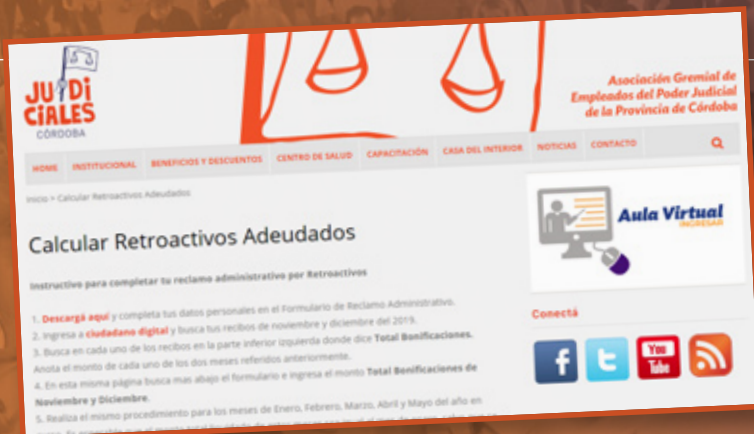 JUDICIALES
CÓRDOBA
Asociación Gremial de
Empleados del Poder Judicial
de la Provincia de Córdoba
HOME INSTITUCIONAL BENEFICIOS Y DESCUENTOS CENTRO DE SALUD CAPACITACIÓN CASA DEL INTERIOR NOTICIAS CONTACTO
Inicio > Calcular Retroactivos Adeudados
Calcular Retroactivos Adeudados
Instructivo para completar tu reclamo administrativo por Retroactivos
1. Descargá aquí y completa tus datos personales en el Formulario de Reclamo Administrativo.
2. Ingresa a ciudadano digital y busca tus recibos de noviembre y diciembre del 2019.
3. Busca en cada uno de los recibos en la parte inferior izquierda donde dice Total Bonificaciones.
Anota el monto de cada uno de los dos meses referidos anteriormente.
4. En esta misma página busca mas abajo el formulario e ingresa el monto Total Bonificaciones de
Noviembre y Diciembre.
5. Realiza el mismo procedimiento para los meses de Enero, Febrero, Marzo, Abril y Mayo del año en
Aula Virtual
INGRESAR
Conectá
f
t
You
Tube